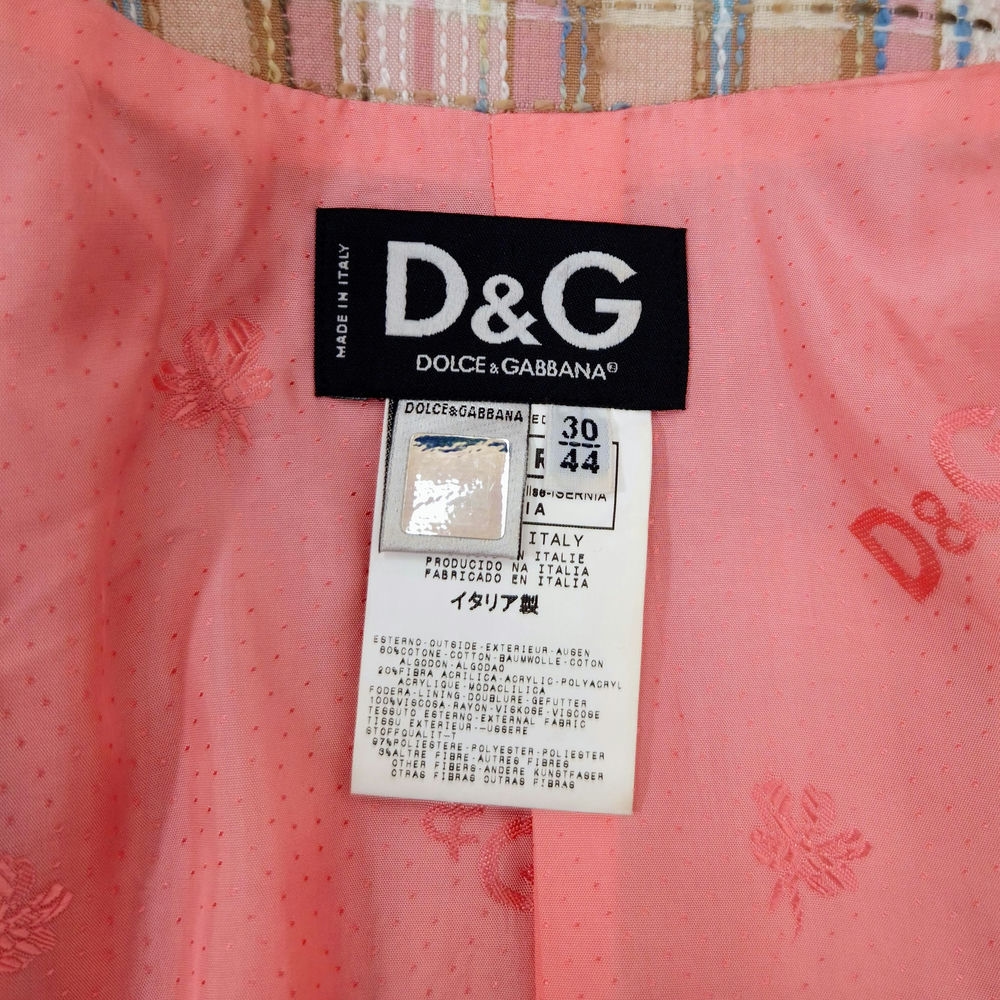 MADE IN ITALY
D&G
DOLCE & GABBANA
DOLCE&GABBANA
30
44
D&G
IA
ITALY
ITALIE
PRODUCIDO NA ITALIA
FABRICADO EN ITALIA
イタリア製
ESTERNO-OUTSIDE-EXTERIEUR-AUSEN
80%COTONE-COTTON-BAUMWOLLE-COTON
ALGODON-ALGODAO
20%FIBRA ACRILICA-ACRYLIC-POLYACRYL
ACRYLIQUE-MODACLILICA
FODERA-LINING-DOUBLURE-GEFUTTER
100%VISCOSA-RAYON-VISKOSE-VISCOSE
TESSUTO ESTERNO-EXTERNAL FABRIC
TISSU EXTERIEUR-—USSERE
STOFFQUALIT—T
97%POLIESTERE-POLYESTER-POLIESTER
3%ALTRE FIBRE-AUTRES FIBRES
OTHER FIBERS-ANDERE KUNSTFASER
OTRAS FIBRAS OUTRAS FIBRAS